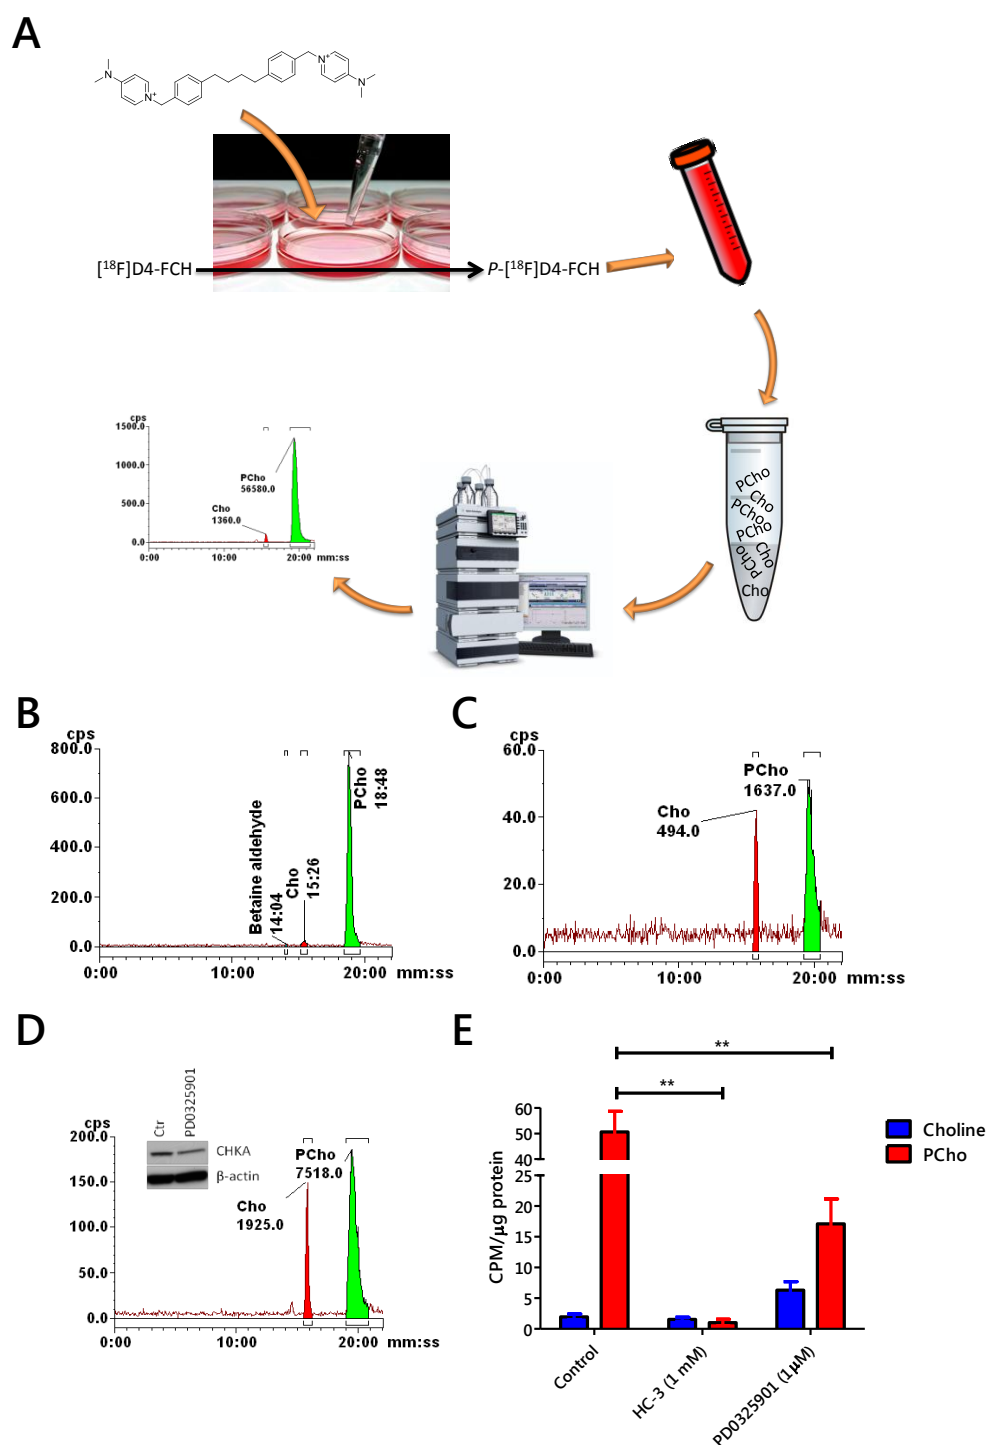 A
N
N⁺
N⁺
N
[¹⁸F]D4-FCH
P-[¹⁸F]D4-FCH
cps
1500.0
1000.0
500.0
0.0
PCho
56580.0
Cho
1360.0
0:00
10:00
20:00
mm:ss
PCho
Cho
PCho
PCho
Cho
PCho
Cho
B
cps
800.0
600.0
400.0
200.0
0.0
Betaine aldehyde
14:04
Cho
15:26
PCho
18:48
0:00
10:00
20:00
mm:ss
C
cps
60.0
40.0
20.0
0.0
Cho
494.0
PCho
1637.0
0:00
10:00
20:00
mm:ss
D
Ctr
PD0325901
CHKA
β-actin
cps
200.0
150.0
100.0
50.0
0.0
PCho
7518.0
Cho
1925.0
0:00
10:00
20:00
mm:ss
E
**
**
60
50
40
25
20
15
10
5
0
CPM/µg protein
Choline
PCho
Control
HC-3 (1 mM)
PD0325901 (1µM)